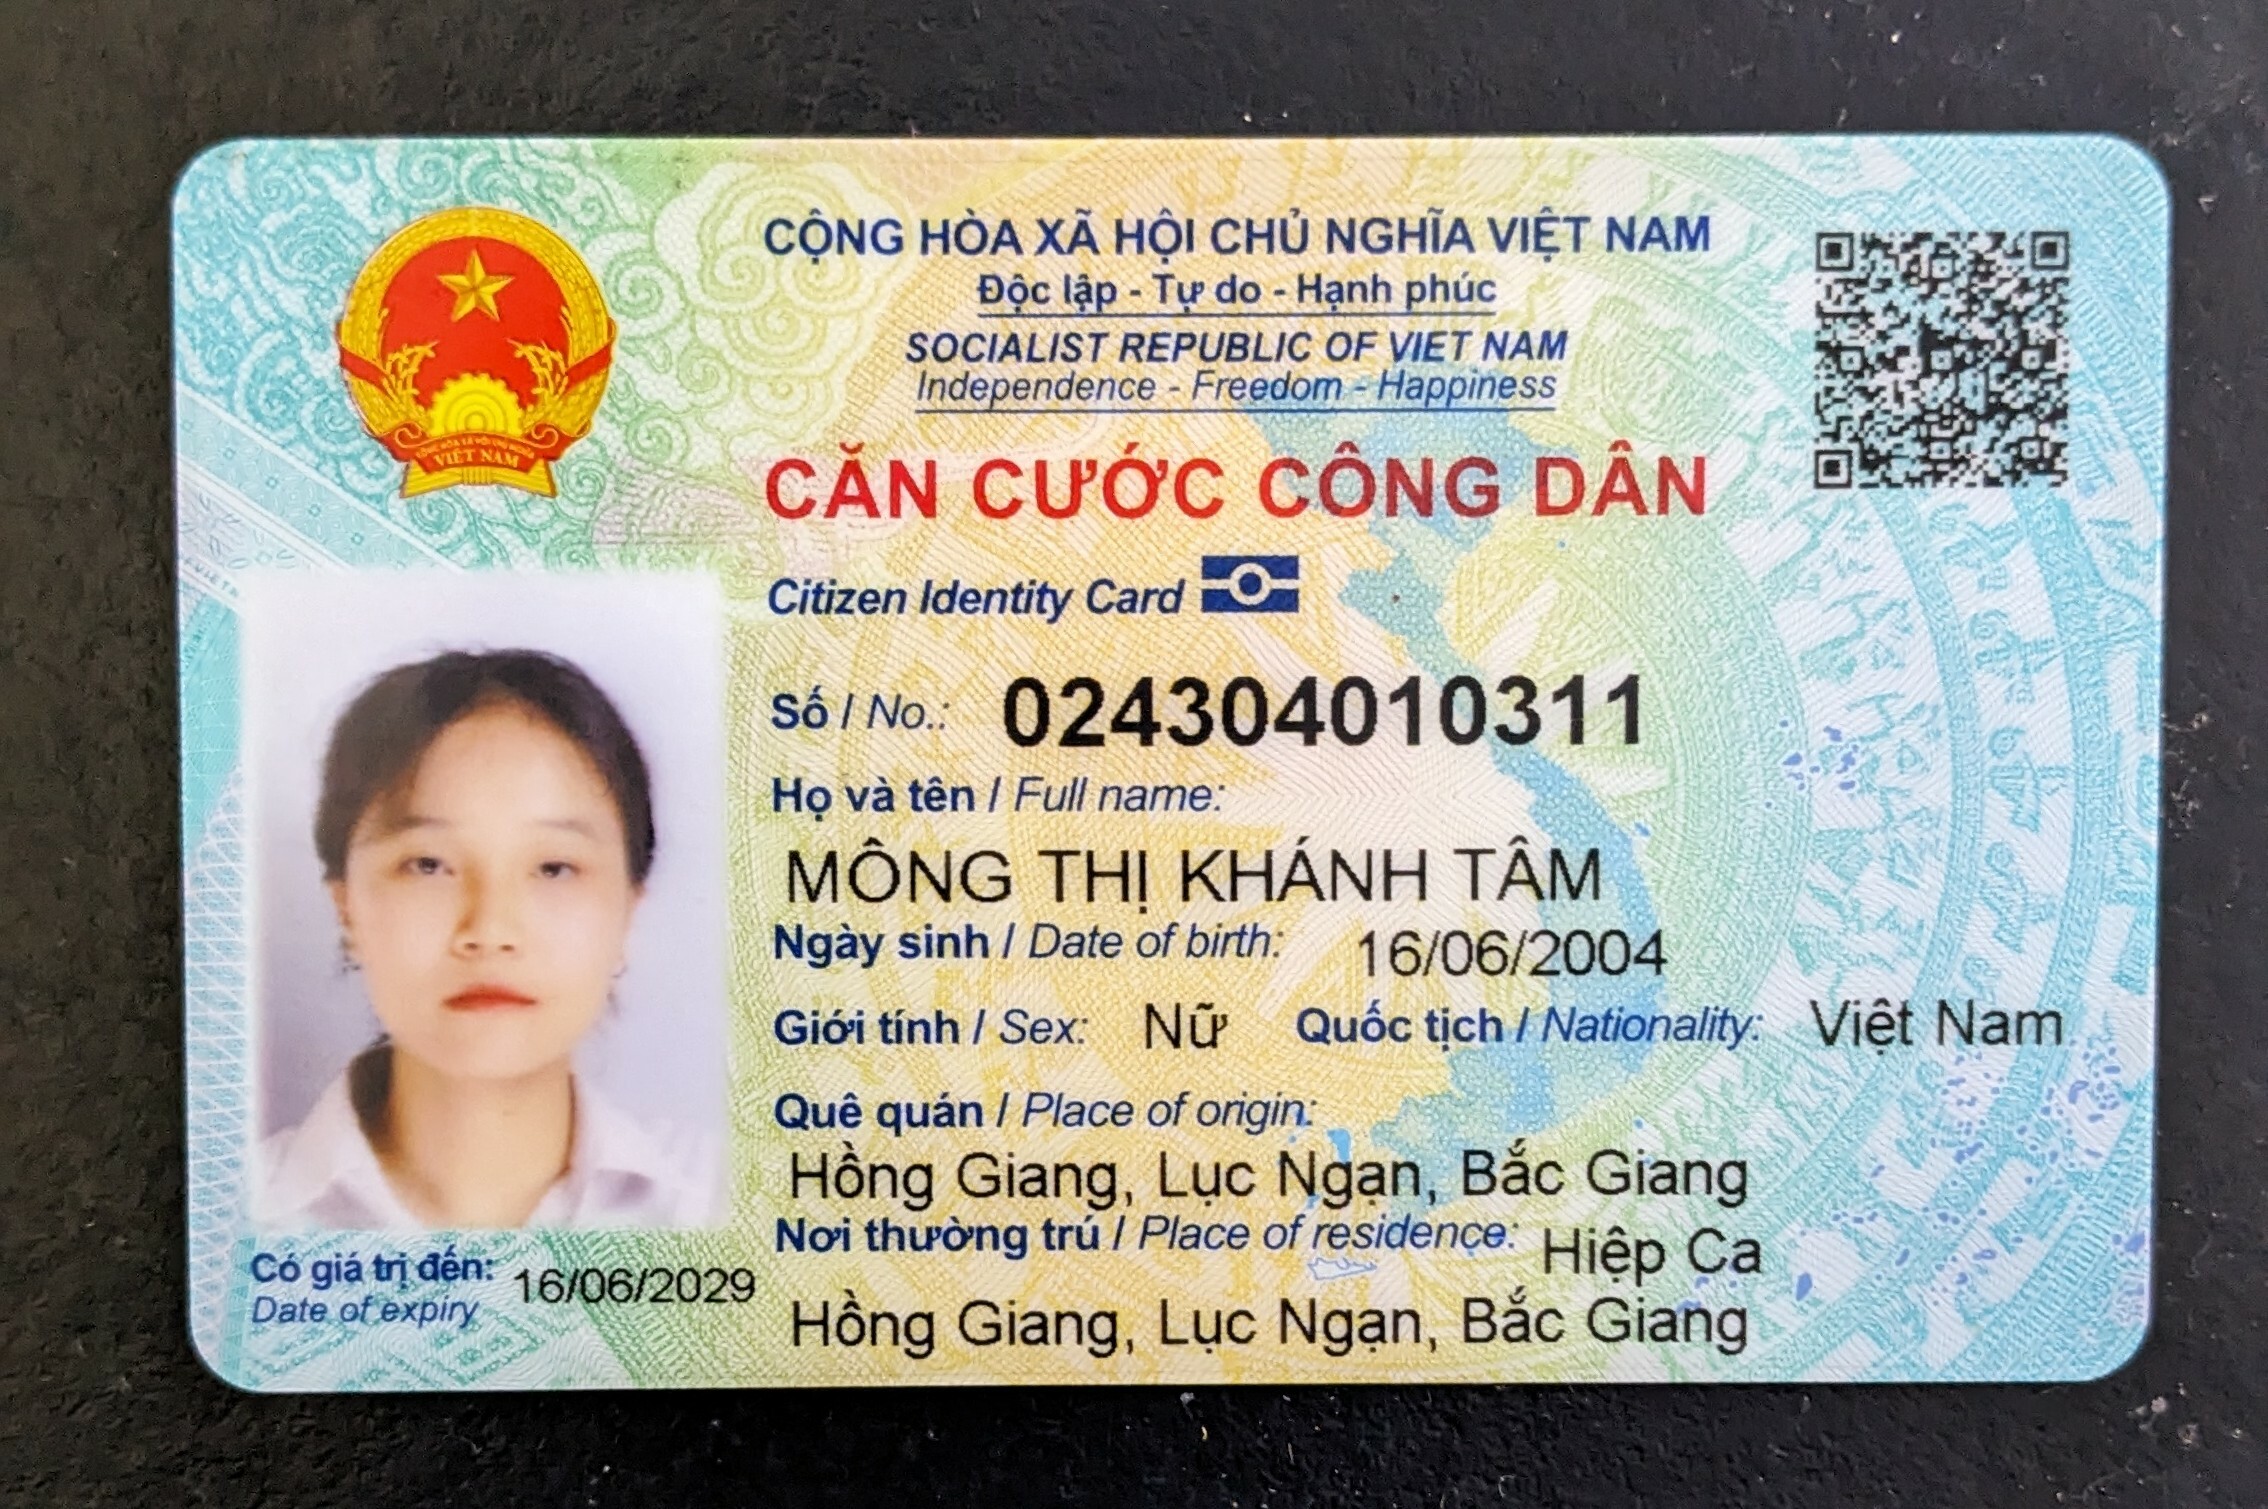 CỘNG HÒA XÃ HỘI CHỦ NGHĨA VIỆT NAM
Độc lập - Tự do - Hạnh phúc
SOCIALIST REPUBLIC OF VIET NAM
Independence - Freedom - Happiness
VIỆT NAM
CĂN CƯỚC CÔNG DÂN
Citizen Identity Card
Số / No.: 024304010311
Họ và tên / Full name:
MÔNG THỊ KHÁNH TÂM
Ngày sinh / Date of birth: 16/06/2004
Giới tính / Sex: Nữ Quốc tịch / Nationality: Việt Nam
Quê quán / Place of origin:
Hồng Giang, Lục Ngạn, Bắc Giang
Nơi thường trú / Place of residence: Hiệp Ca
Hồng Giang, Lục Ngạn, Bắc Giang
Có giá trị đến: 16/06/2029
Date of expiry